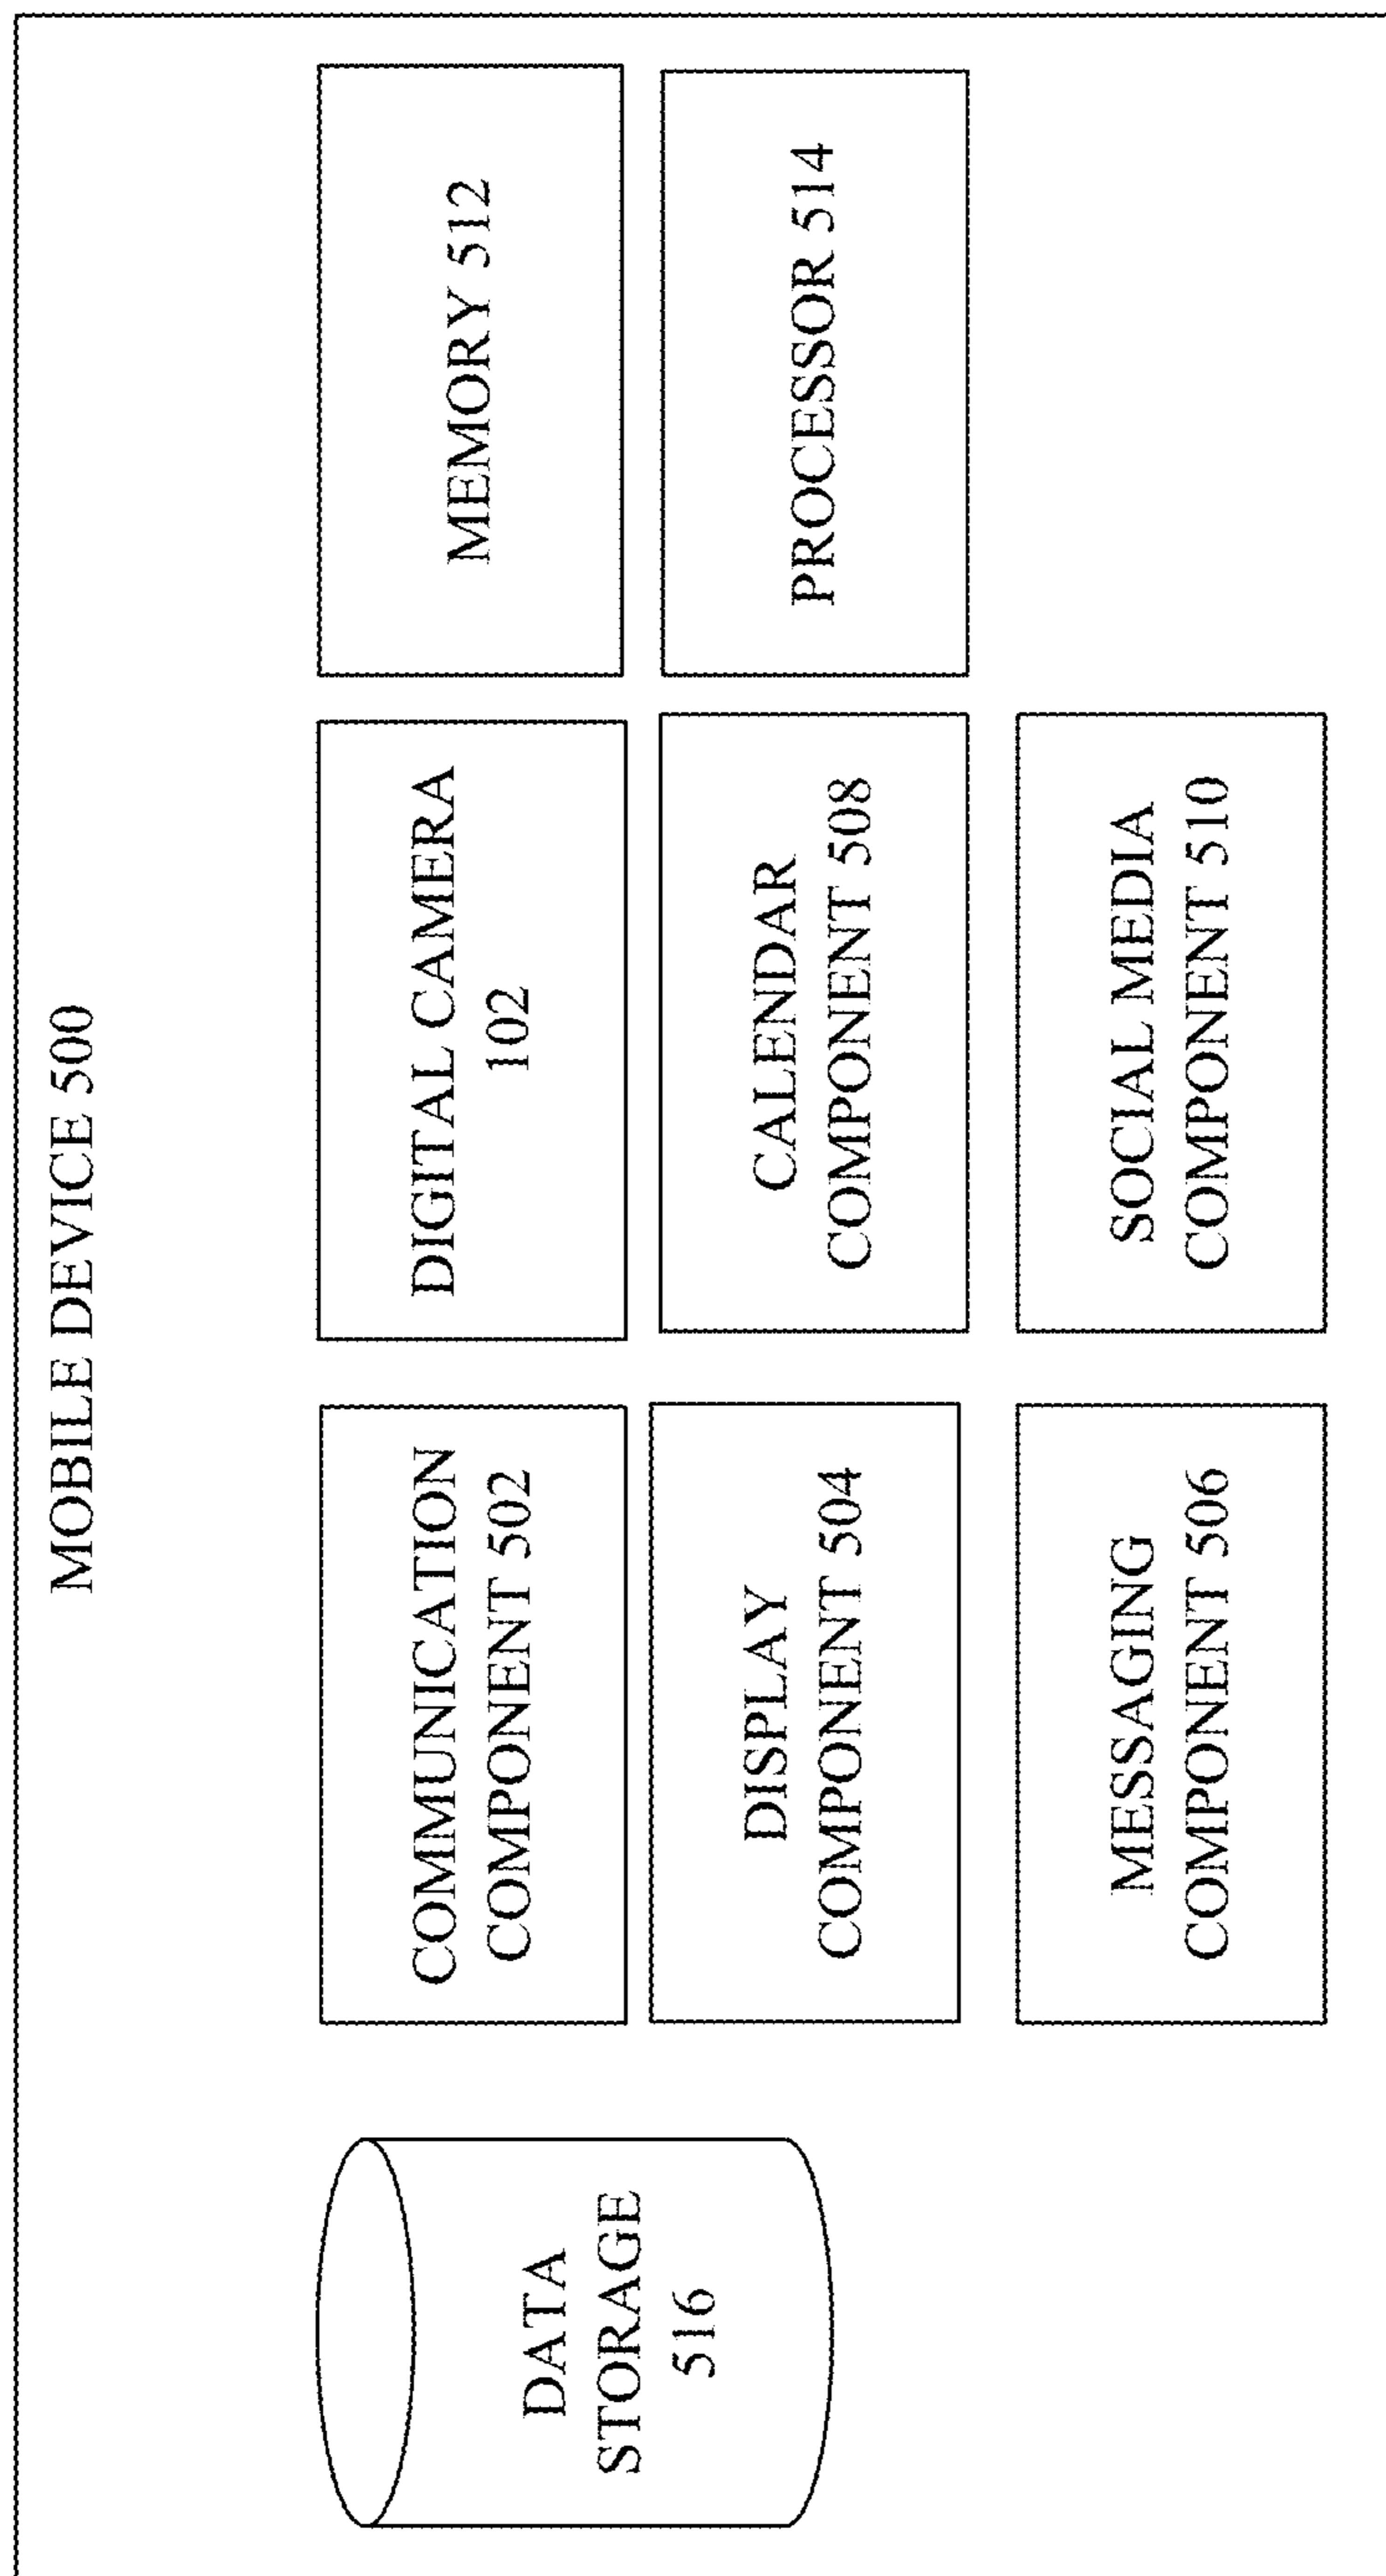 MOBILE DEVICE 500
DATA
STORAGE
516
COMMUNICATION
COMPONENT 502
DIGITAL CAMERA
102
MEMORY 512
DISPLAY
COMPONENT 504
CALENDAR
COMPONENT 508
PROCESSOR 514
MESSAGING
COMPONENT 506
SOCIAL MEDIA
COMPONENT 510